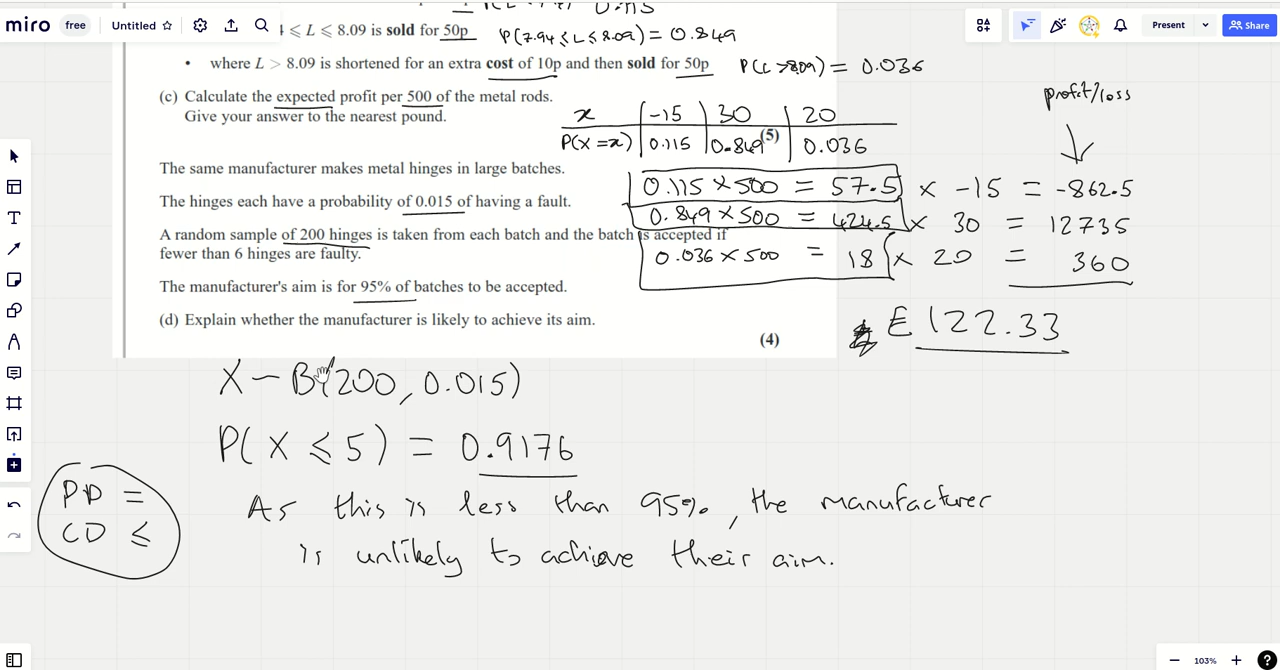 miro free Untitled Present Share
≤ L ≤ 8.09 is sold for 50p P(7.94 ≤ L ≤ 8.09) = 0.849
• where L > 8.09 is shortened for an extra cost of 10p and then sold for 50p P(L > 8.09) = 0.036
profit/loss
(c) Calculate the expected profit per 500 of the metal rods.
Give your answer to the nearest pound.
(5)
x -15 30 20
P(X = x) 0.115 0.849 0.036
The same manufacturer makes metal hinges in large batches.
0.115 × 500 = 57.5 × -15 = -862.5
The hinges each have a probability of 0.015 of having a fault.
0.849 × 500 = 424.5 × 30 = 12735
A random sample of 200 hinges is taken from each batch and the batch is accepted if
fewer than 6 hinges are faulty.
0.036 × 500 = 18 × 20 = 360
The manufacturer's aim is for 95% of batches to be accepted.
£122.33
(d) Explain whether the manufacturer is likely to achieve its aim.
(4)
X ~ B(200, 0.015)
P(X ≤ 5) = 0.9176
PD =
CD ≤
As this is less than 95%, the manufacturer
is unlikely to achieve their aim.
103%